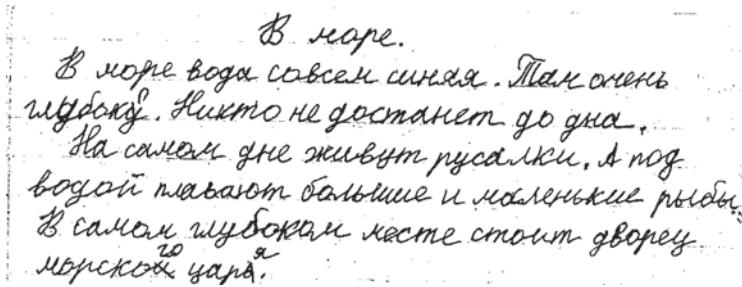 В море.
В море вода совсем синяя. Там очень
глубоко. Никто не достанет до дна.
На самом дне живут русалки. А под
водой плавают большие и маленькие рыбы.
В самом глубоком месте стоит дворец
морского царя.